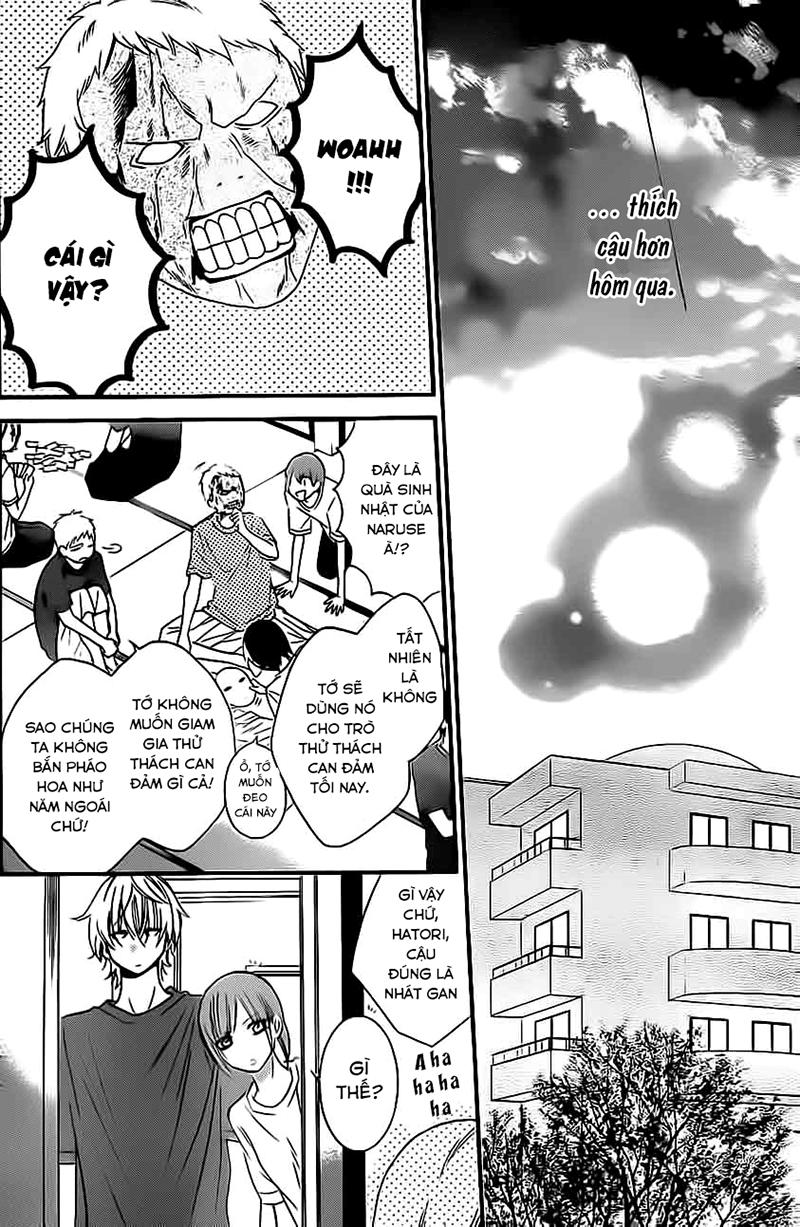 ... thích
cậu hơn
hôm qua.
WOAHH
!!!
CÁI GÌ
VẬY?
ĐÂY LÀ
QUÀ SINH
NHẬT CỦA
NARUSE
Ã!?
TẤT
NHIÊN
LÀ
KHÔNG
TỚ SẼ
DÙNG NÓ
CHO TRÒ
THỬ THÁCH
CAN ĐẢM
TỐI NAY.
Ồ, TỚ
MUỐN
ĐEO
CÁI NÀY
TỚ KHÔNG
MUỐN GIAM
GIA THỬ
THÁCH CAN
ĐẢM GÌ CẢ!
SAO CHÚNG
TA KHÔNG
BẮN PHÁO
HOA NHƯ
NĂM NGOÁI
CHỨ!
GÌ VẬY
CHỨ,
HATORI,
CẬU
ĐÚNG LÀ
NHÁT GAN
A ha
ha ha
ha
GÌ
THẾ?